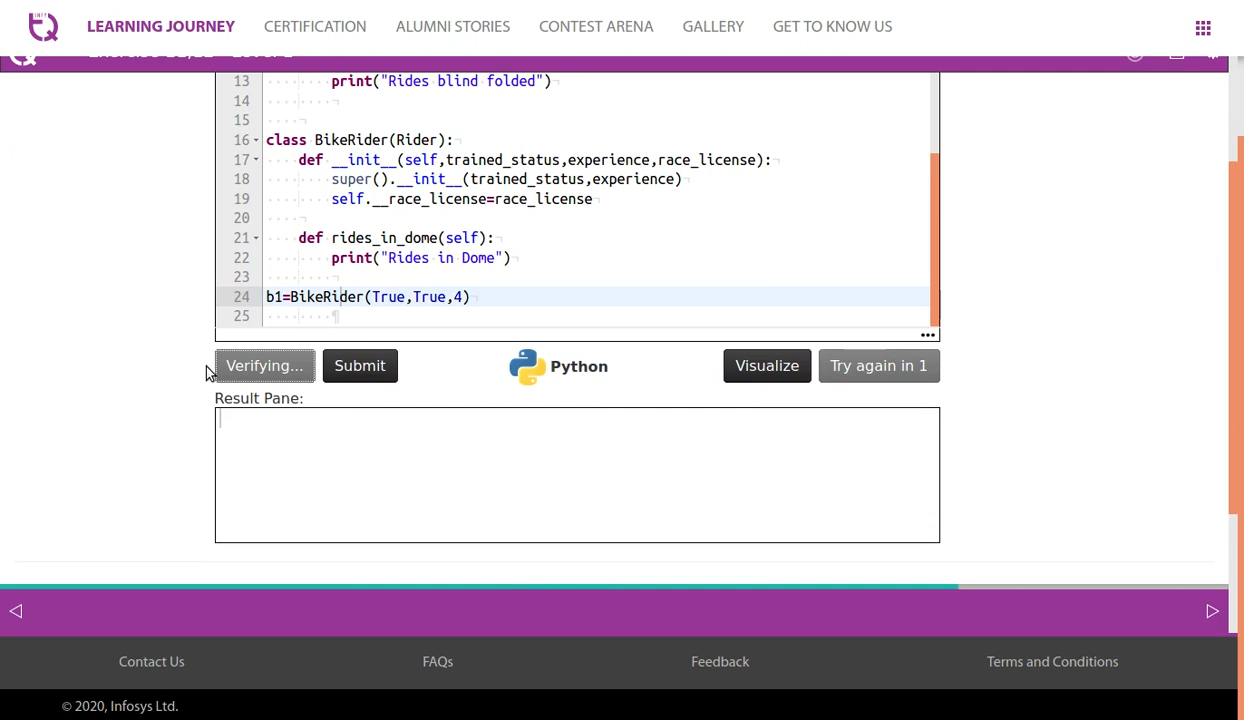 LEARNING JOURNEY CERTIFICATION ALUMNI STORIES CONTEST ARENA GALLERY GET TO KNOW US
13 print("Rides blind folded")
14
15
16 class BikeRider(Rider):
17 def __init__(self,trained_status,experience,race_license):
18 super().__init__(trained_status,experience)
19 self.__race_license=race_license
20
21 def rides_in_dome(self):
22 print("Rides in Dome")
23
24 b1=BikeRider(True,True,4)
25
Verifying... Submit Python Visualize Try again in 1
Result Pane:
Contact Us FAQs Feedback Terms and Conditions
© 2020, Infosys Ltd.